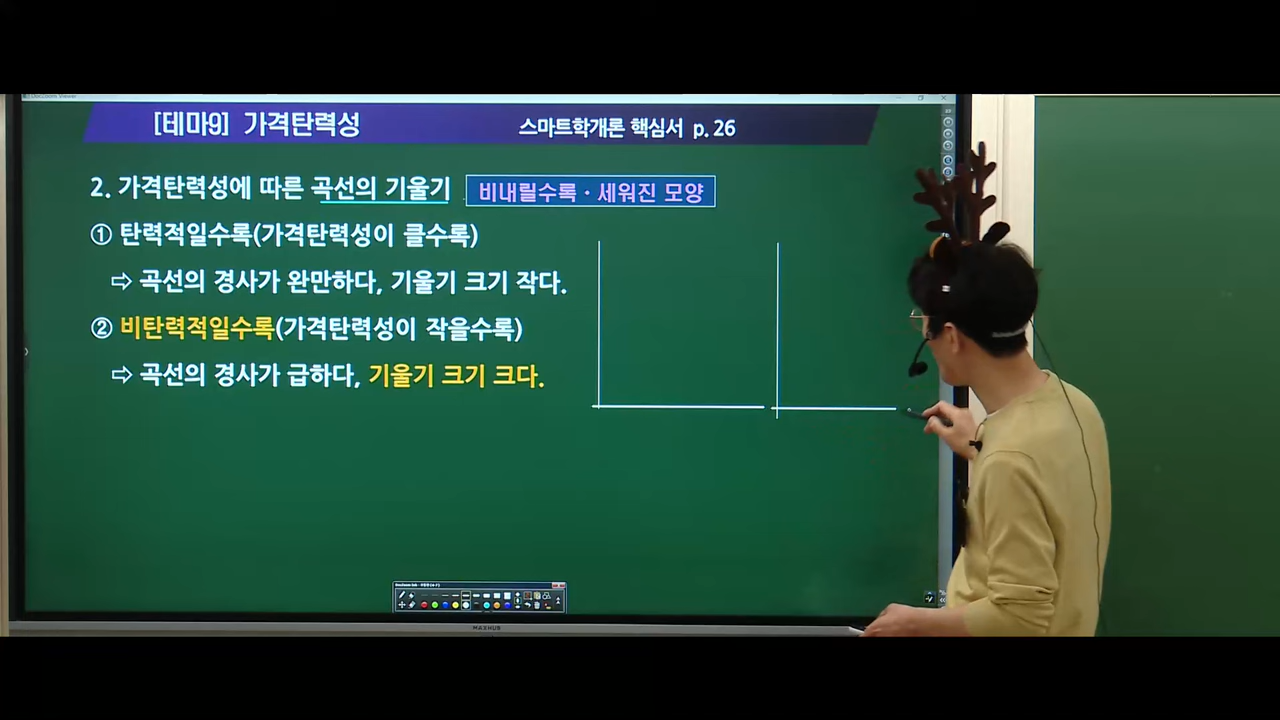 [테마9] 가격탄력성
스마트학개론 핵심서 p. 26
2. 가격탄력성에 따른 곡선의 기울기
비내릴수록 · 세워진 모양
① 탄력적일수록(가격탄력성이 클수록)
⇨ 곡선의 경사가 완만하다, 기울기 크기 작다.
② 비탄력적일수록(가격탄력성이 작을수록)
⇨ 곡선의 경사가 급하다, 기울기 크기 크다.
MAXHUB